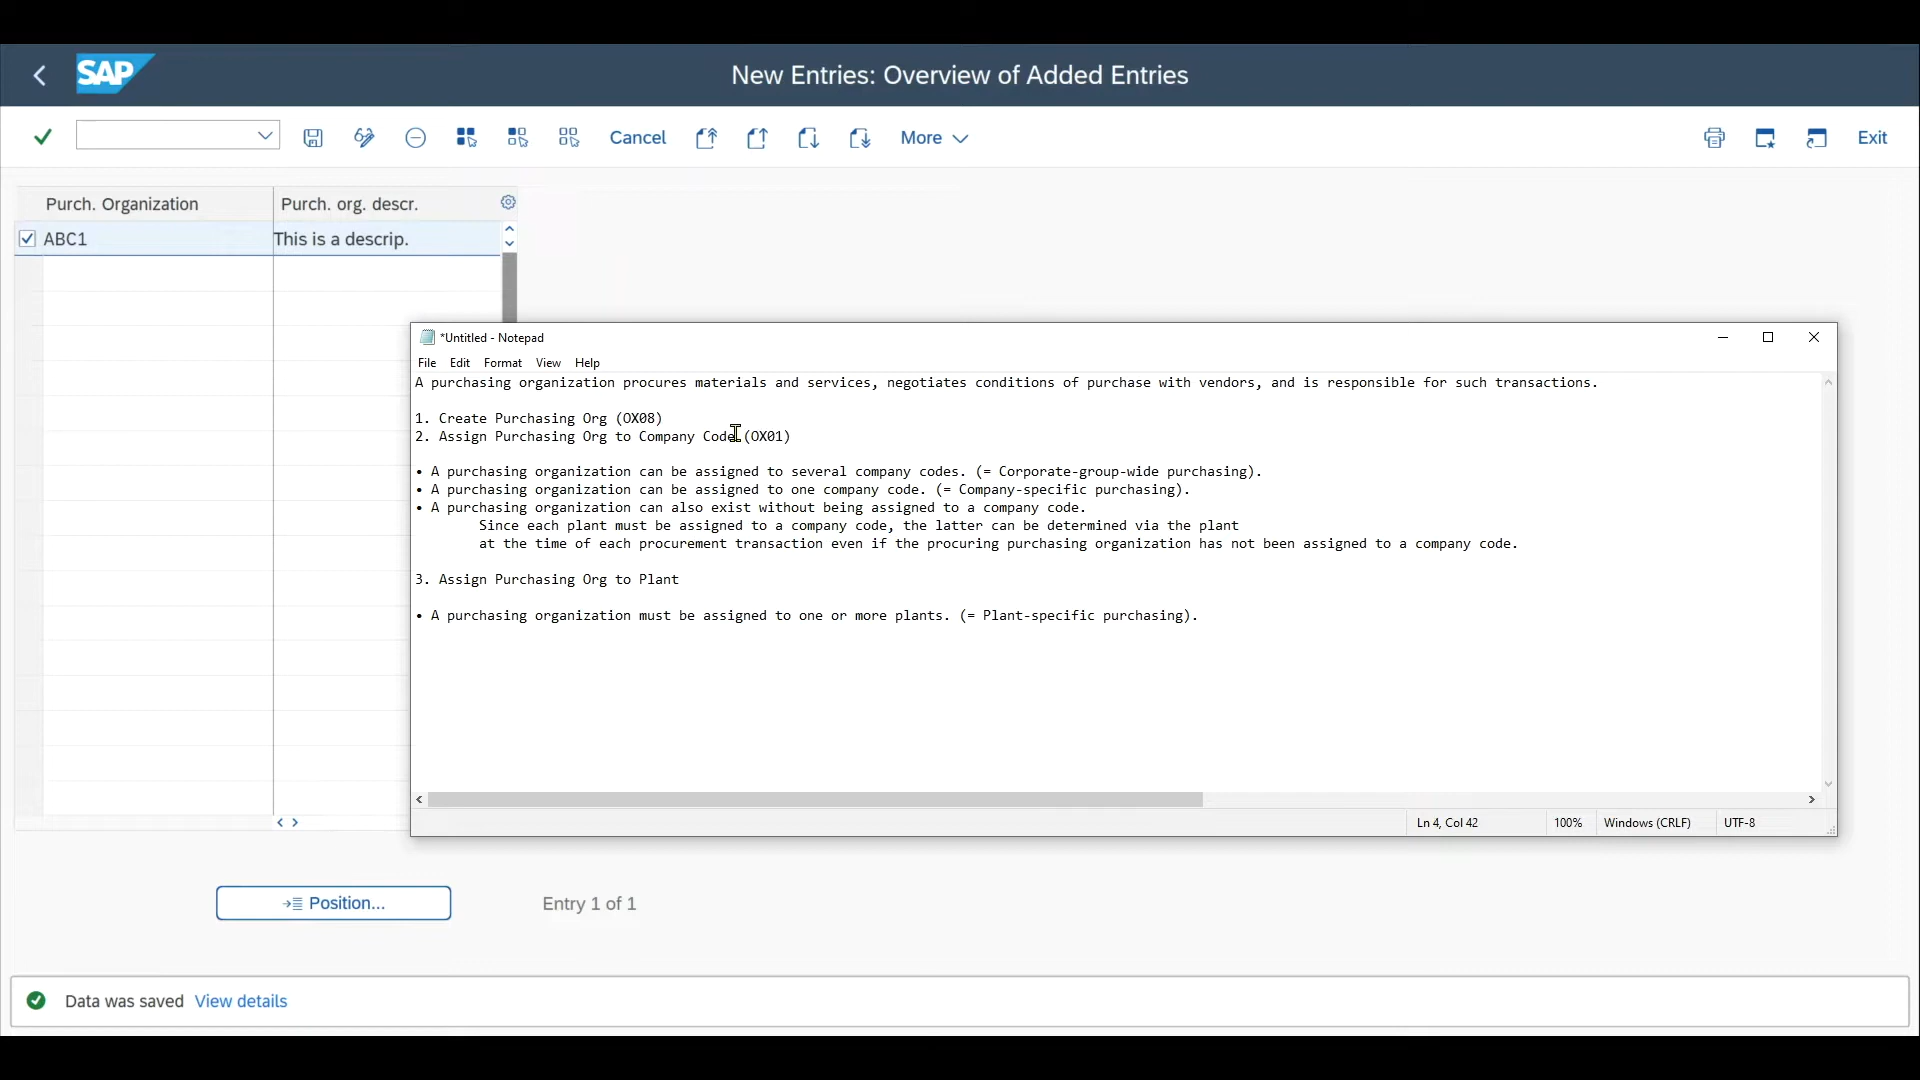 SAP
New Entries: Overview of Added Entries
Cancel
More
Exit
Purch. Organization
Purch. org. descr.
ABC1
This is a descrip.
*Untitled - Notepad
File Edit Format View Help
A purchasing organization procures materials and services, negotiates conditions of purchase with vendors, and is responsible for such transactions.
1. Create Purchasing Org (OX08)
2. Assign Purchasing Org to Company Code (OX01)
• A purchasing organization can be assigned to several company codes. (= Corporate-group-wide purchasing).
• A purchasing organization can be assigned to one company code. (= Company-specific purchasing).
• A purchasing organization can also exist without being assigned to a company code.
Since each plant must be assigned to a company code, the latter can be determined via the plant
at the time of each procurement transaction even if the procuring purchasing organization has not been assigned to a company code.
3. Assign Purchasing Org to Plant
• A purchasing organization must be assigned to one or more plants. (= Plant-specific purchasing).
Ln 4, Col 42
100%
Windows (CRLF)
UTF-8
Position...
Entry 1 of 1
Data was saved View details